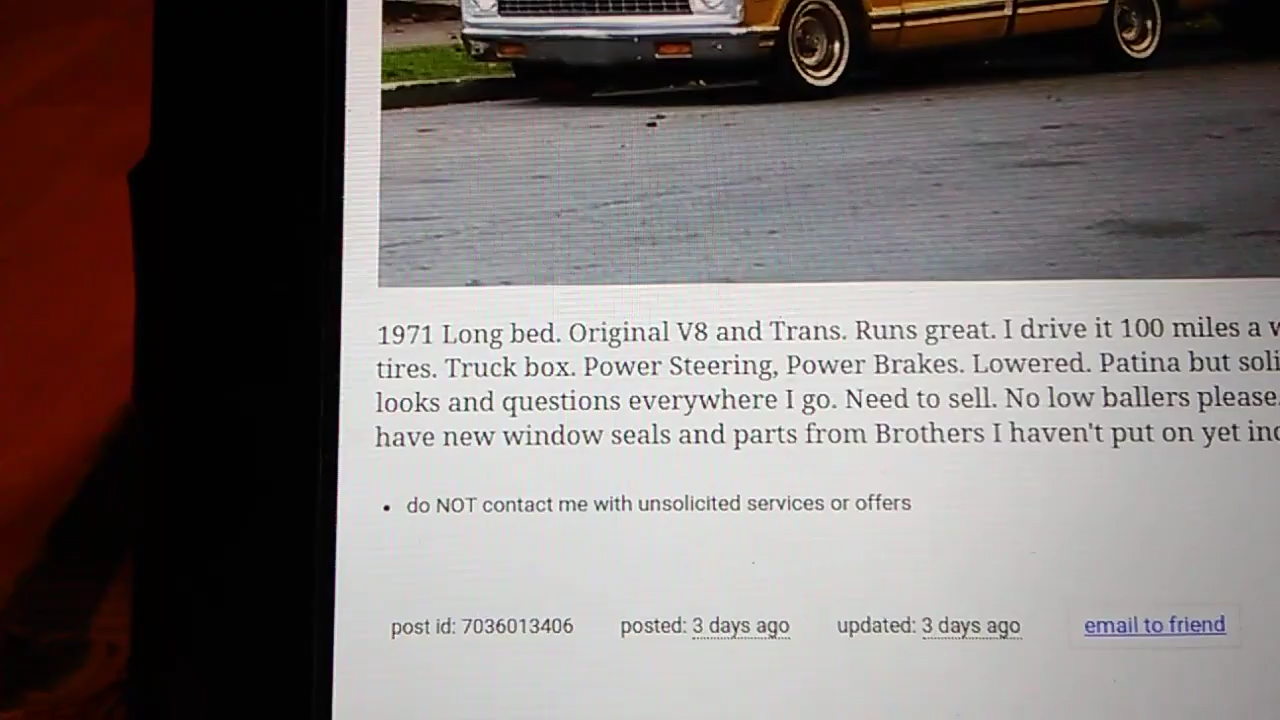 1971 Long bed. Original V8 and Trans. Runs great. I drive it 100 miles a
tires. Truck box. Power Steering, Power Brakes. Lowered. Patina but
looks and questions everywhere I go. Need to sell. No low ballers please.
have new window seals and parts from Brothers I haven't put on yet
• do NOT contact me with unsolicited services or offers
post id: 7036013406 posted: 3 days ago updated: 3 days ago email to friend